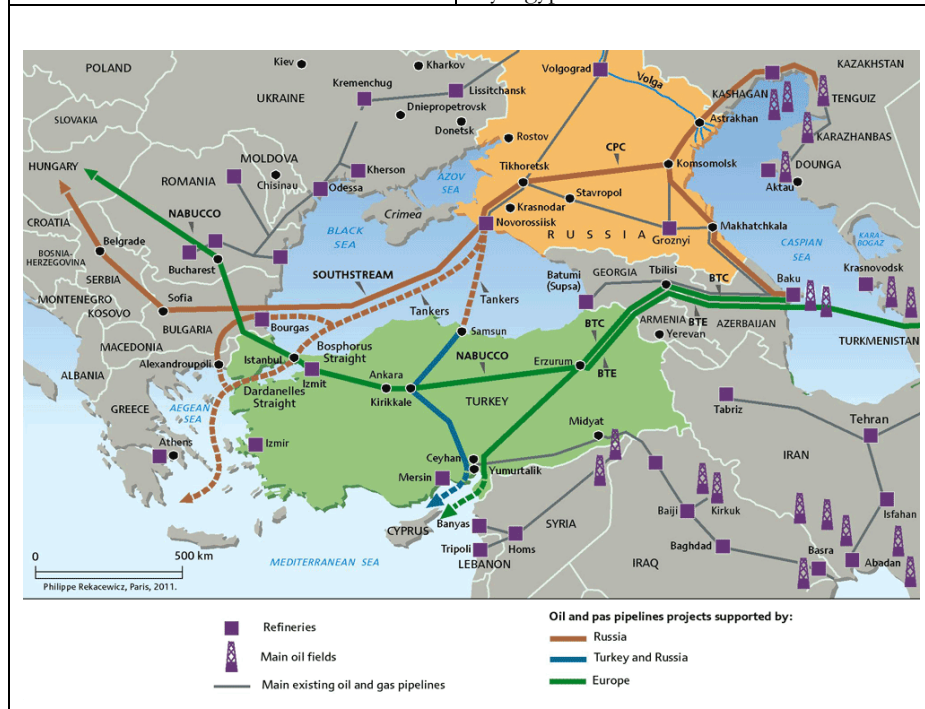 POLAND
Kiev
Kharkov
Volgograd
Volga
KAZAKHSTAN
Kremenchug
Lissitchansk
KASHAGAN
TENGUIZ
UKRAINE
Dniepropetrovsk
SLOVAKIA
Donetsk
Astrakhan
Rostov
KARAZHANBAS
MOLDOVA
CPC
HUNGARY
Kherson
Tikhoretsk
Komsomolsk
DOUNGA
ROMANIA
Chisinau
Odessa
AZOV
SEA
Stavropol
Aktau
NABUCCO
Crimea
Krasnodar
CROATIA
Novorossiisk
Makhatchkala
BLACK
SEA
RUSSIA
Groznyi
KARA-
BOGAZ
Belgrade
CASPIAN
SEA
BOSNIA-
HERZEGOVINA
Bucharest
GEORGIA
Tbilisi
Krasnovodsk
SERBIA
SOUTHSTREAM
Batumi
(Supsa)
BTC
Baku
MONTENEGRO
Sofia
Tankers
KOSOVO
Tankers
BULGARIA
Bourgas
Samsun
BTC
ARMENIA
BTE
AZERBAIJAN
Yerevan
MACEDONIA
Bosphorus
Straight
TURKMENISTAN
Alexandroupoli
Istanbul
NABUCCO
Erzurum
ALBANIA
Izmit
Ankara
BTE
Dardanelles
Straight
Kirikkale
TURKEY
GREECE
AEGEAN
SEA
Tabriz
Midyat
Tehran
Athens
Izmir
Ceyhan
IRAN
Mersin
Yumurtalik
Baiji
Kirkuk
Isfahan
CYPRUS
Banyas
SYRIA
0
500 km
Tripoli
Homs
Baghdad
Basra
MEDITERRANEAN SEA
LEBANON
IRAQ
Abadan
Philippe Rekacewicz, Paris, 2011.
Refineries
Main oil fields
Main existing oil and gas pipelines
Oil and pas pipelines projects supported by:
Russia
Turkey and Russia
Europe